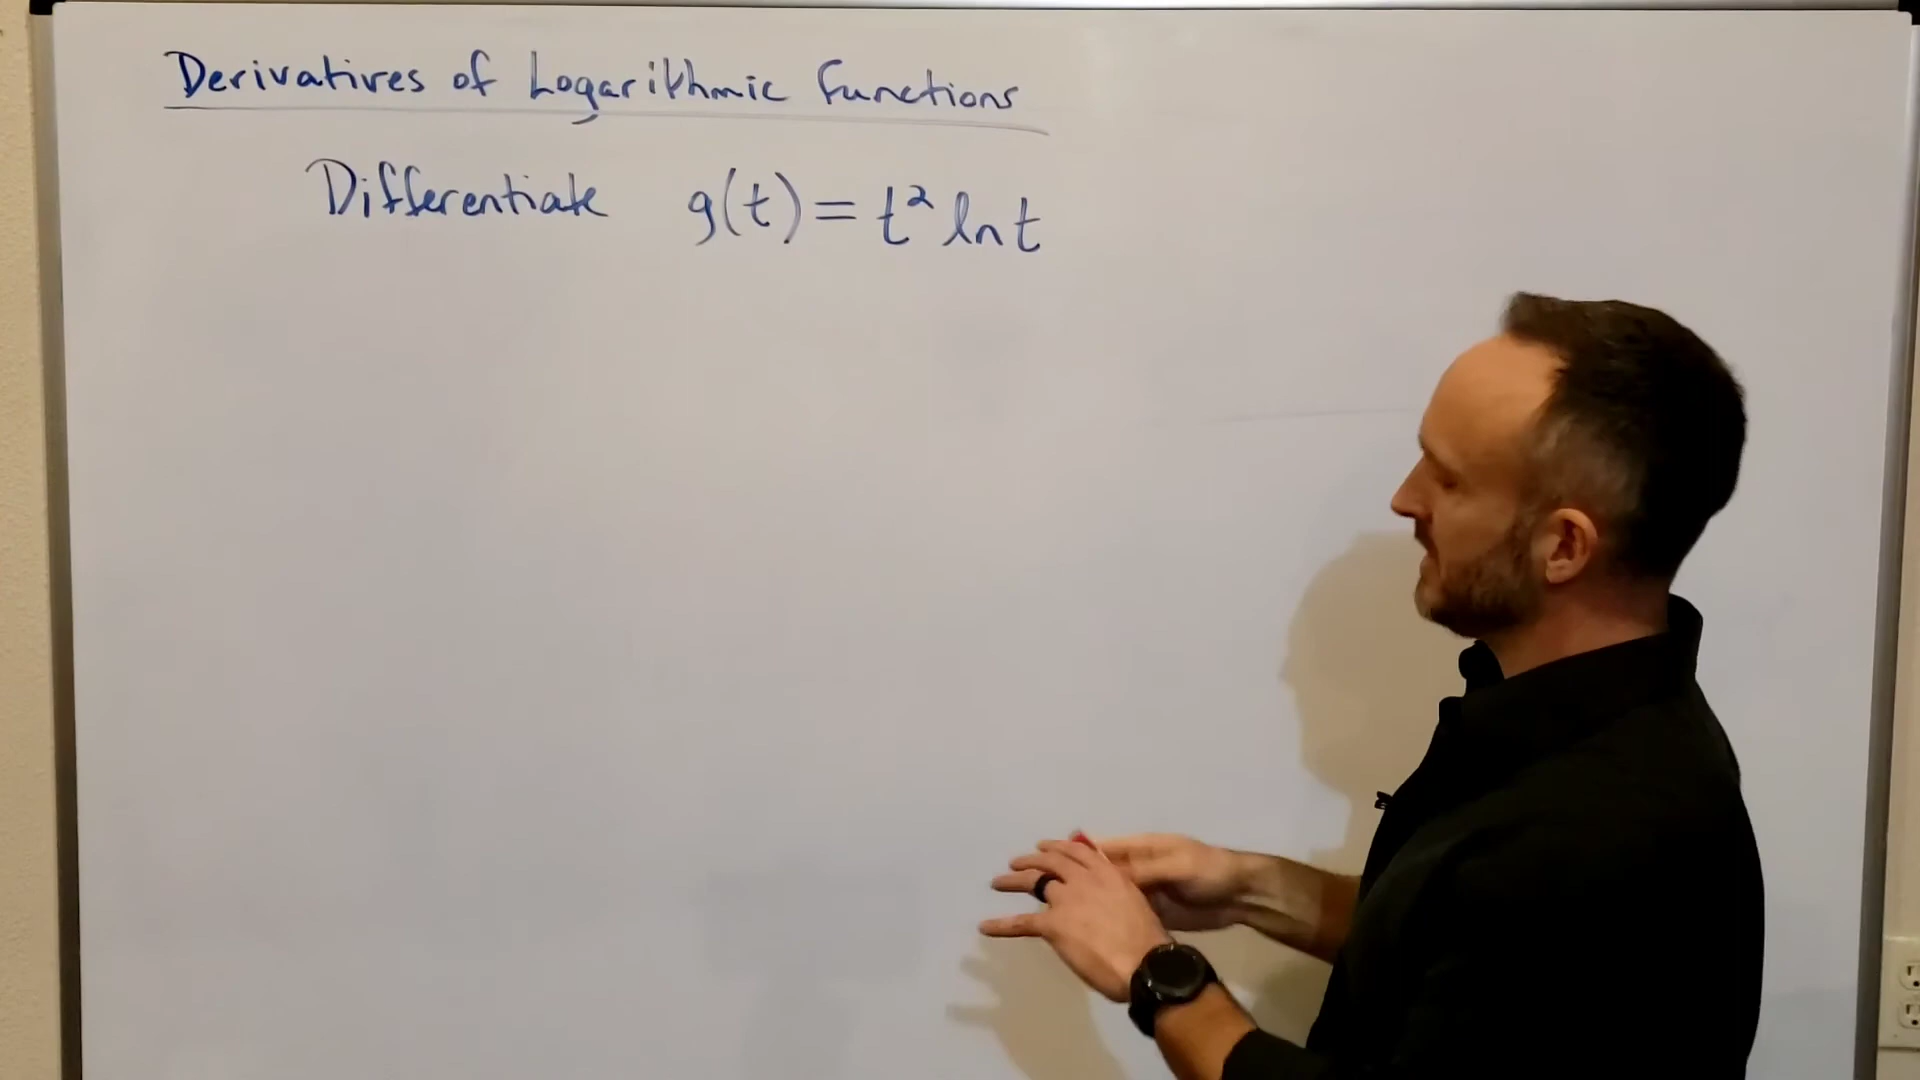 Derivatives of Logarithmic Functions
Differentiate g(t) = t² ln t